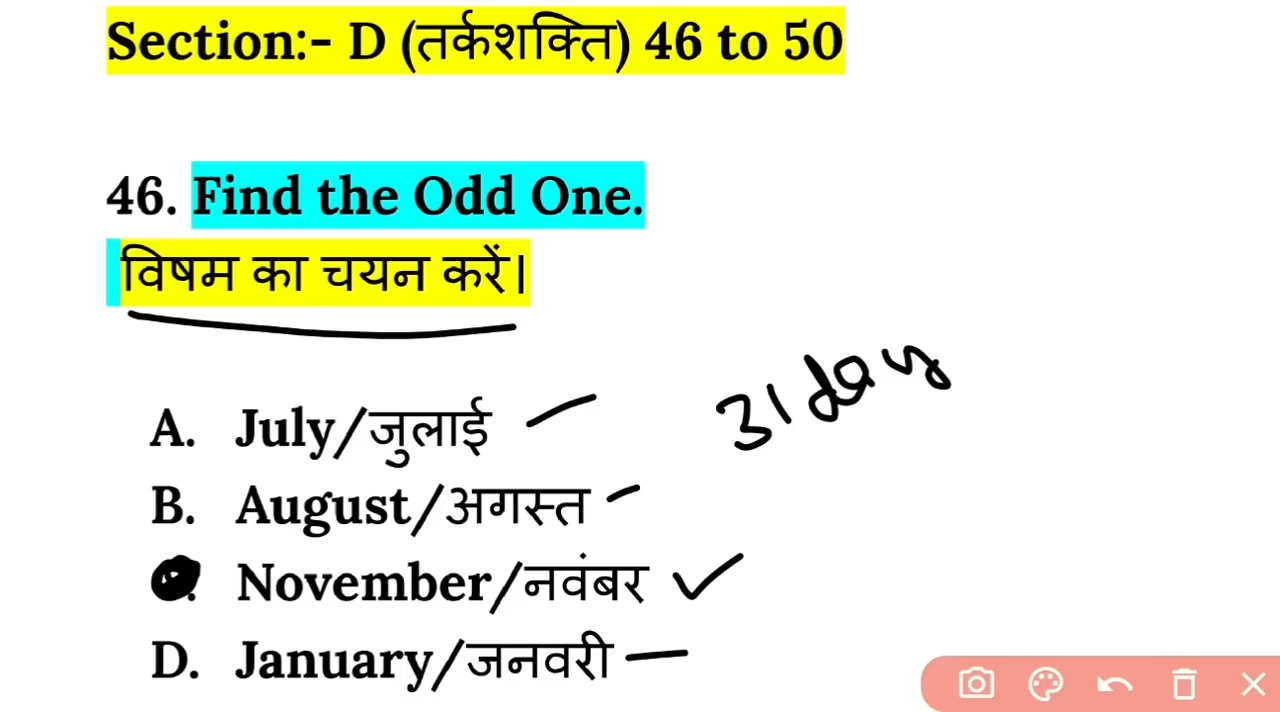 Section:- D (तर्कशक्ति) 46 to 50
46. Find the Odd One.
विषम का चयन करें।
31 day
A. July/जुलाई
B. August/अगस्त
November/नवंबर
D. January/जनवरी